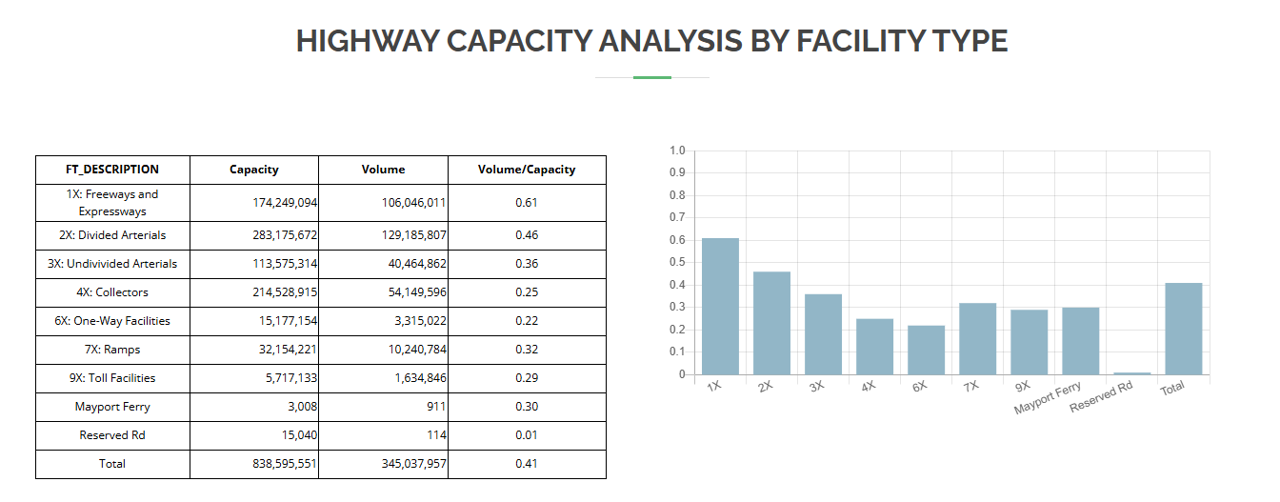 HIGHWAY CAPACITY ANALYSIS BY FACILITY TYPE
FT_DESCRIPTION Capacity Volume Volume/Capacity
1X: Freeways and
Expressways 174,249,094 106,046,011 0.61
2X: Divided Arterials 283,175,672 129,185,807 0.46
3X: Undivivided Arterials 113,575,314 40,464,862 0.36
4X: Collectors 214,528,915 54,149,596 0.25
6X: One-Way Facilities 15,177,154 3,315,022 0.22
7X: Ramps 32,154,221 10,240,784 0.32
9X: Toll Facilities 5,717,133 1,634,846 0.29
Mayport Ferry 3,008 911 0.30
Reserved Rd 15,040 114 0.01
Total 838,595,551 345,037,957 0.41
1.0
0.9
0.8
0.7
0.6
0.5
0.4
0.3
0.2
0.1
0
1X 2X 3X 4X 6X 7X 9X Mayport Ferry Reserved Rd Total